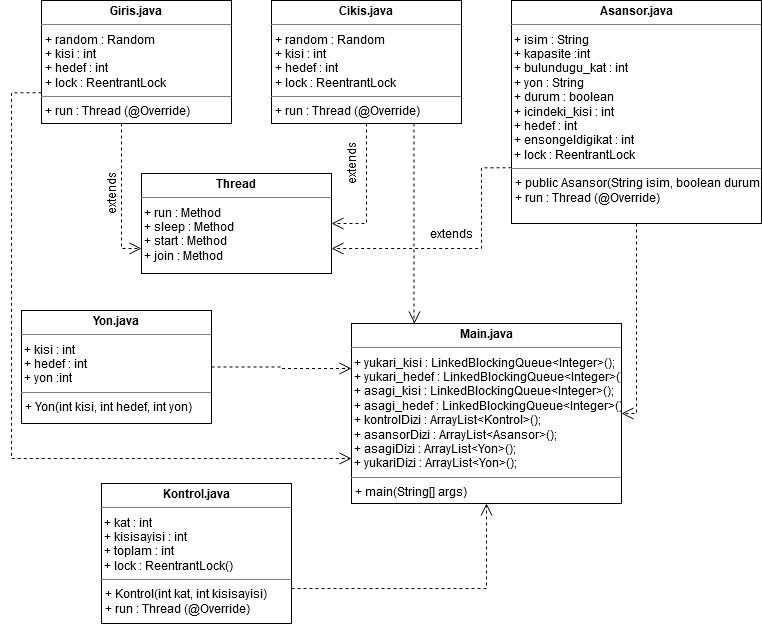 Giris.java
+ random : Random
+ kisi : int
+ hedef : int
+ lock : ReentrantLock
+ run : Thread (@Override)
Cikis.java
+ random : Random
+ kisi : int
+ hedef : int
+ lock : ReentrantLock
+ run : Thread (@Override)
Asansor.java
+ isim : String
+ kapasite :int
+ bulundugu_kat : int
+ yon : String
+ durum : boolean
+ icindeki_kisi : int
+ hedef : int
+ ensongeldigikat : int
+ lock : ReentrantLock
+ public Asansor(String isim, boolean durum
+ run : Thread (@Override)
extends
extends
extends
Thread
+ run : Method
+ sleep : Method
+ start : Method
+ join : Method
Yon.java
+ kisi : int
+ hedef : int
+ yon :int
+ Yon(int kisi, int hedef, int yon)
Main.java
+ yukari_kisi : LinkedBlockingQueue<Integer>();
+ yukari_hedef : LinkedBlockingQueue<Integer>(
+ asagi_kisi : LinkedBlockingQueue<Integer>();
+ asagi_hedef : LinkedBlockingQueue<Integer>()
+ kontrolDizi : ArrayList<Kontrol>();
+ asansorDizi : ArrayList<Asansor>();
+ asagiDizi : ArrayList<Yon>();
+ yukariDizi : ArrayList<Yon>();
+ main(String[] args)
Kontrol.java
+ kat : int
+ kisisayisi : int
+ toplam : int
+ lock : ReentrantLock()
+ Kontrol(int kat, int kisisayisi)
+ run : Thread (@Override)